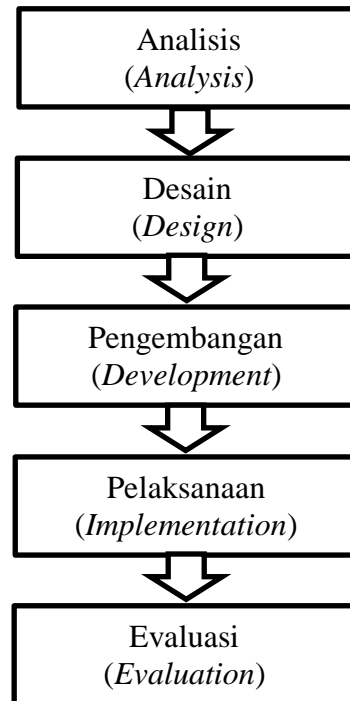 Analisis
(Analysis)
Desain
(Design)
Pengembangan
(Development)
Pelaksanaan
(Implementation)
Evaluasi
(Evaluation)